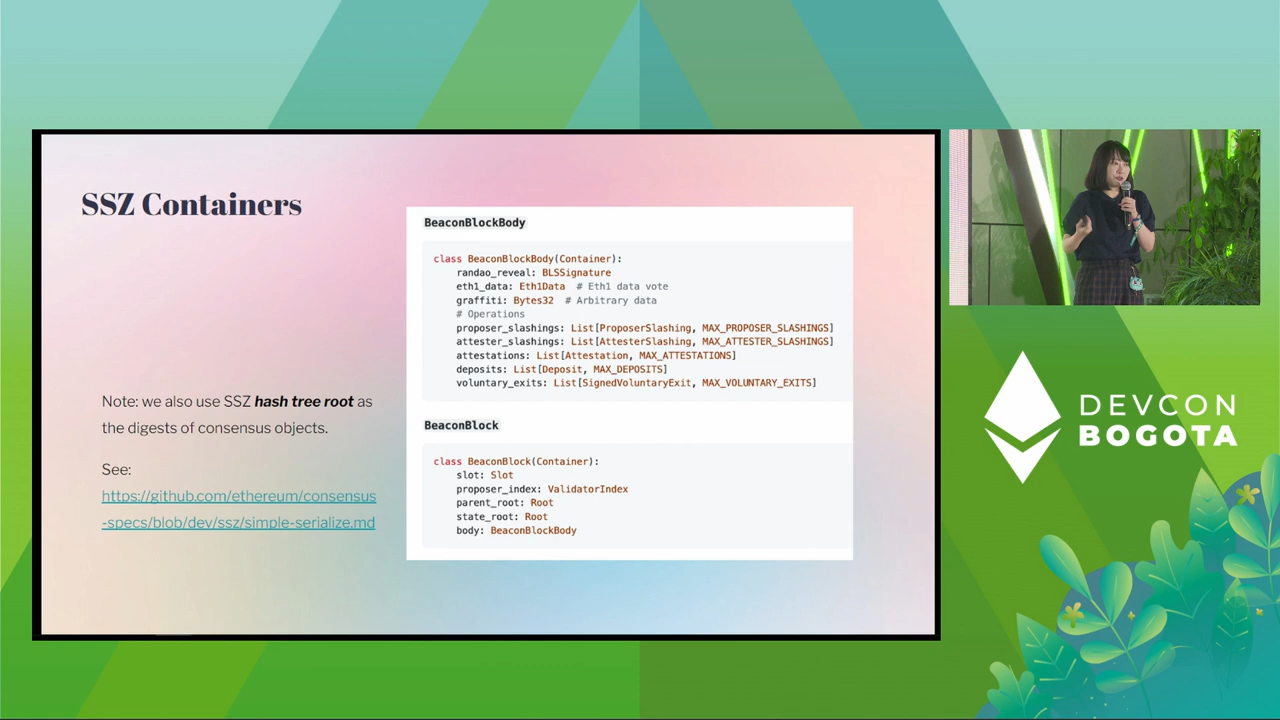 SSZ Containers
Note: we also use SSZ hash tree root as
the digests of consensus objects.
See:
https://github.com/ethereum/consensus
-specs/blob/dev/ssz/simple-serialize.md
BeaconBlockBody
class BeaconBlockBody(Container):
    randao_reveal: BLSSignature
    eth1_data: Eth1Data  # Eth1 data vote
    graffiti: Bytes32  # Arbitrary data
    # Operations
    proposer_slashings: List[ProposerSlashing, MAX_PROPOSER_SLASHINGS]
    attester_slashings: List[AttesterSlashing, MAX_ATTESTER_SLASHINGS]
    attestations: List[Attestation, MAX_ATTESTATIONS]
    deposits: List[Deposit, MAX_DEPOSITS]
    voluntary_exits: List[SignedVoluntaryExit, MAX_VOLUNTARY_EXITS]
BeaconBlock
class BeaconBlock(Container):
    slot: Slot
    proposer_index: ValidatorIndex
    parent_root: Root
    state_root: Root
    body: BeaconBlockBody
DEVCON
BOGOTA